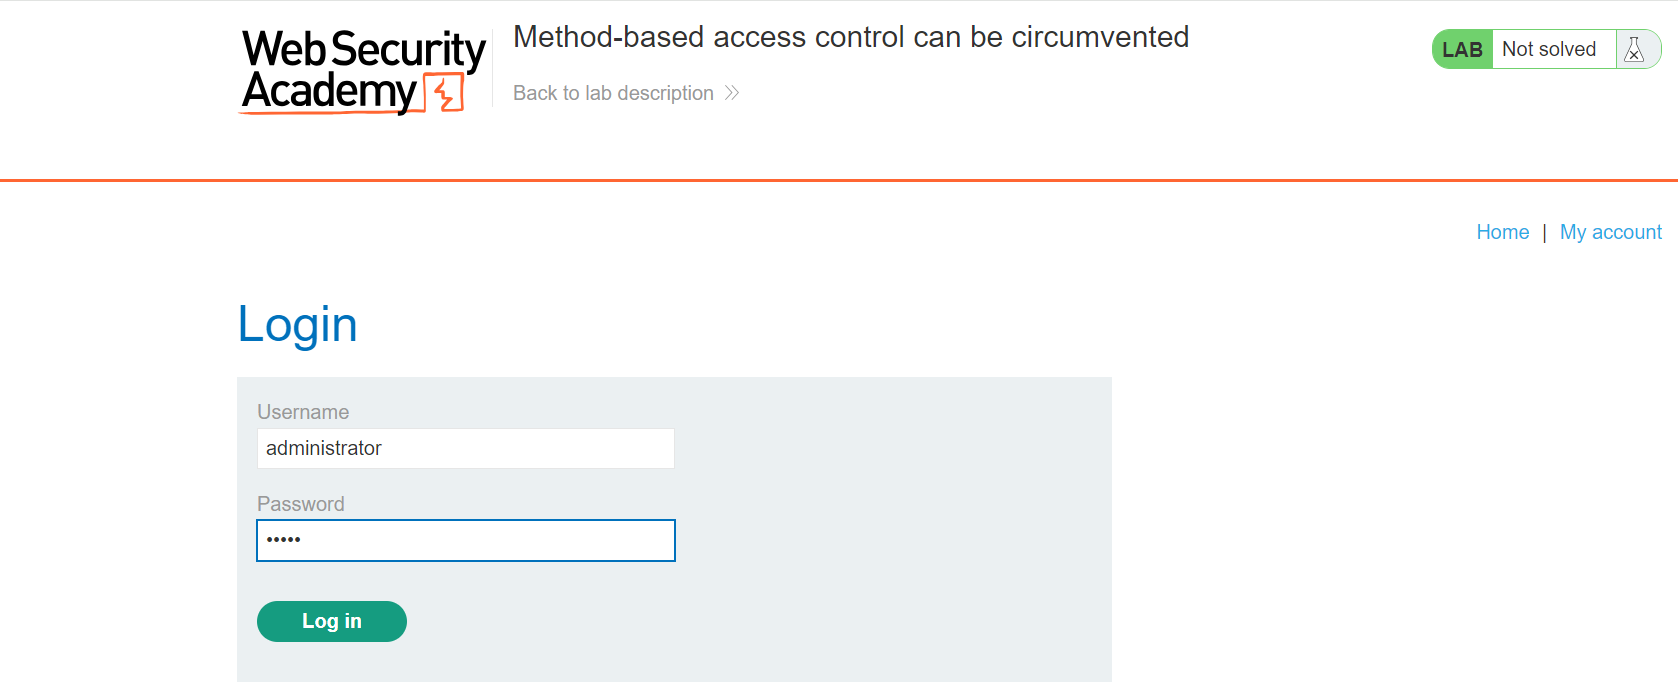 Web Security
Academy
Method-based access control can be circumvented
Back to lab description
LAB Not solved
Home | My account
Login
Username
administrator
Password
•••••
Log in